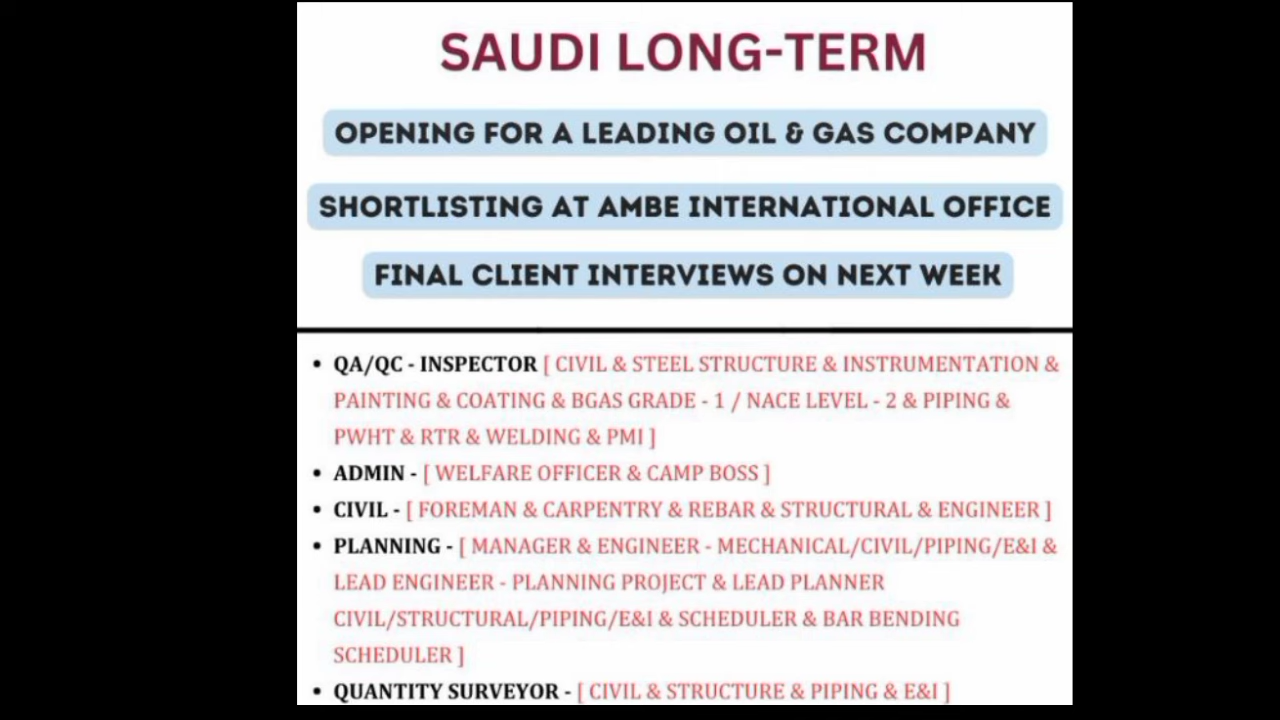 SAUDI LONG-TERM
OPENING FOR A LEADING OIL & GAS COMPANY
SHORTLISTING AT AMBE INTERNATIONAL OFFICE
FINAL CLIENT INTERVIEWS ON NEXT WEEK
• QA/QC - INSPECTOR [ CIVIL & STEEL STRUCTURE & INSTRUMENTATION &
PAINTING & COATING & BGAS GRADE - 1 / NACE LEVEL - 2 & PIPING &
PWHT & RTR & WELDING & PMI ]
• ADMIN - [ WELFARE OFFICER & CAMP BOSS ]
• CIVIL - [ FOREMAN & CARPENTRY & REBAR & STRUCTURAL & ENGINEER ]
• PLANNING - [ MANAGER & ENGINEER - MECHANICAL/CIVIL/PIPING/E&I &
LEAD ENGINEER - PLANNING PROJECT & LEAD PLANNER
CIVIL/STRUCTURAL/PIPING/E&I & SCHEDULER & BAR BENDING
SCHEDULER ]
• QUANTITY SURVEYOR - [ CIVIL & STRUCTURE & PIPING & E&I ]